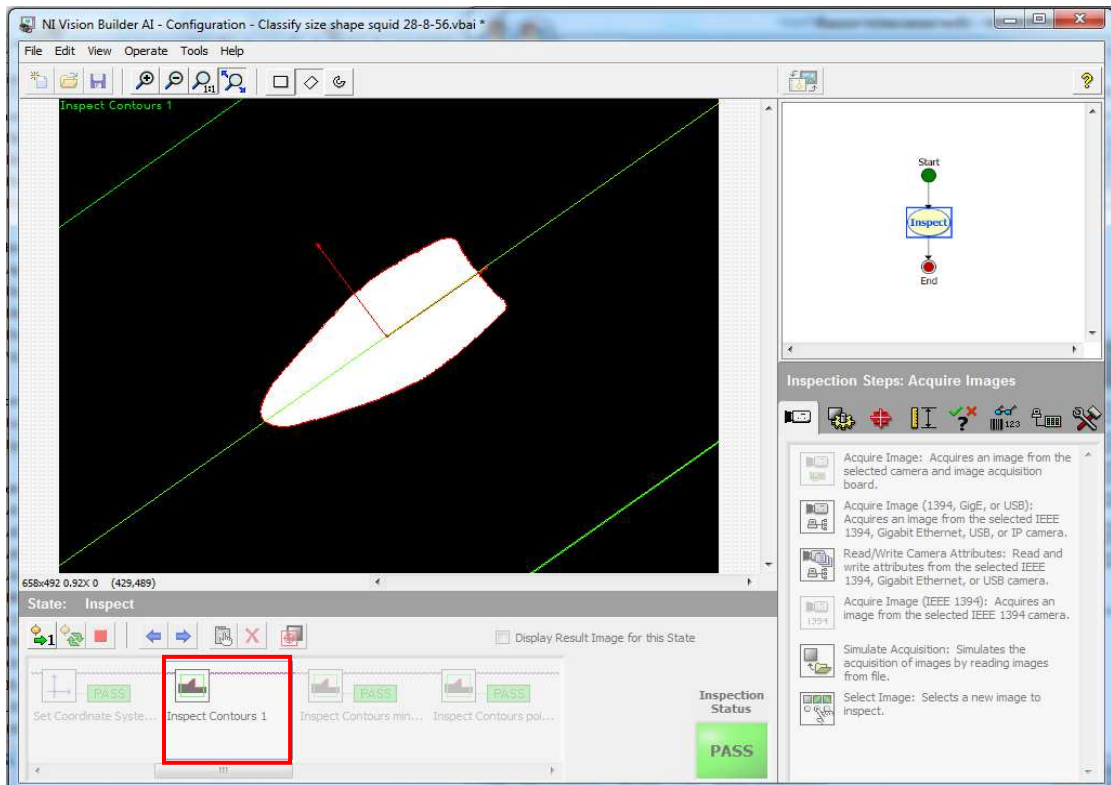 NI Vision Builder AI - Configuration - Classify size shape squid 28-8-56.vbai *
File Edit View Operate Tools Help
1:1
Inspect Contours 1
Start
Inspect
End
658x492 0.92X 0 (429,489)
State: Inspect
1
Display Result Image for this State
PASS
PASS
PASS
Set Coordinate Syste...
Inspect Contours 1
Inspect Contours min...
Inspect Contours poi...
Inspection
Status
PASS
Inspection Steps: Acquire Images
123
Acquire Image: Acquires an image from the
selected camera and image acquisition
board.
Acquire Image (1394, GigE, or USB):
Acquires an image from the selected IEEE
1394, Gigabit Ethernet, USB, or IP camera.
Read/Write Camera Attributes: Read and
write attributes from the selected IEEE
1394, Gigabit Ethernet, or USB camera.
Acquire Image (IEEE 1394): Acquires an
image from the selected IEEE 1394 camera.
1394
Simulate Acquisition: Simulates the
acquisition of images by reading images
from file.
Select Image: Selects a new image to
inspect.